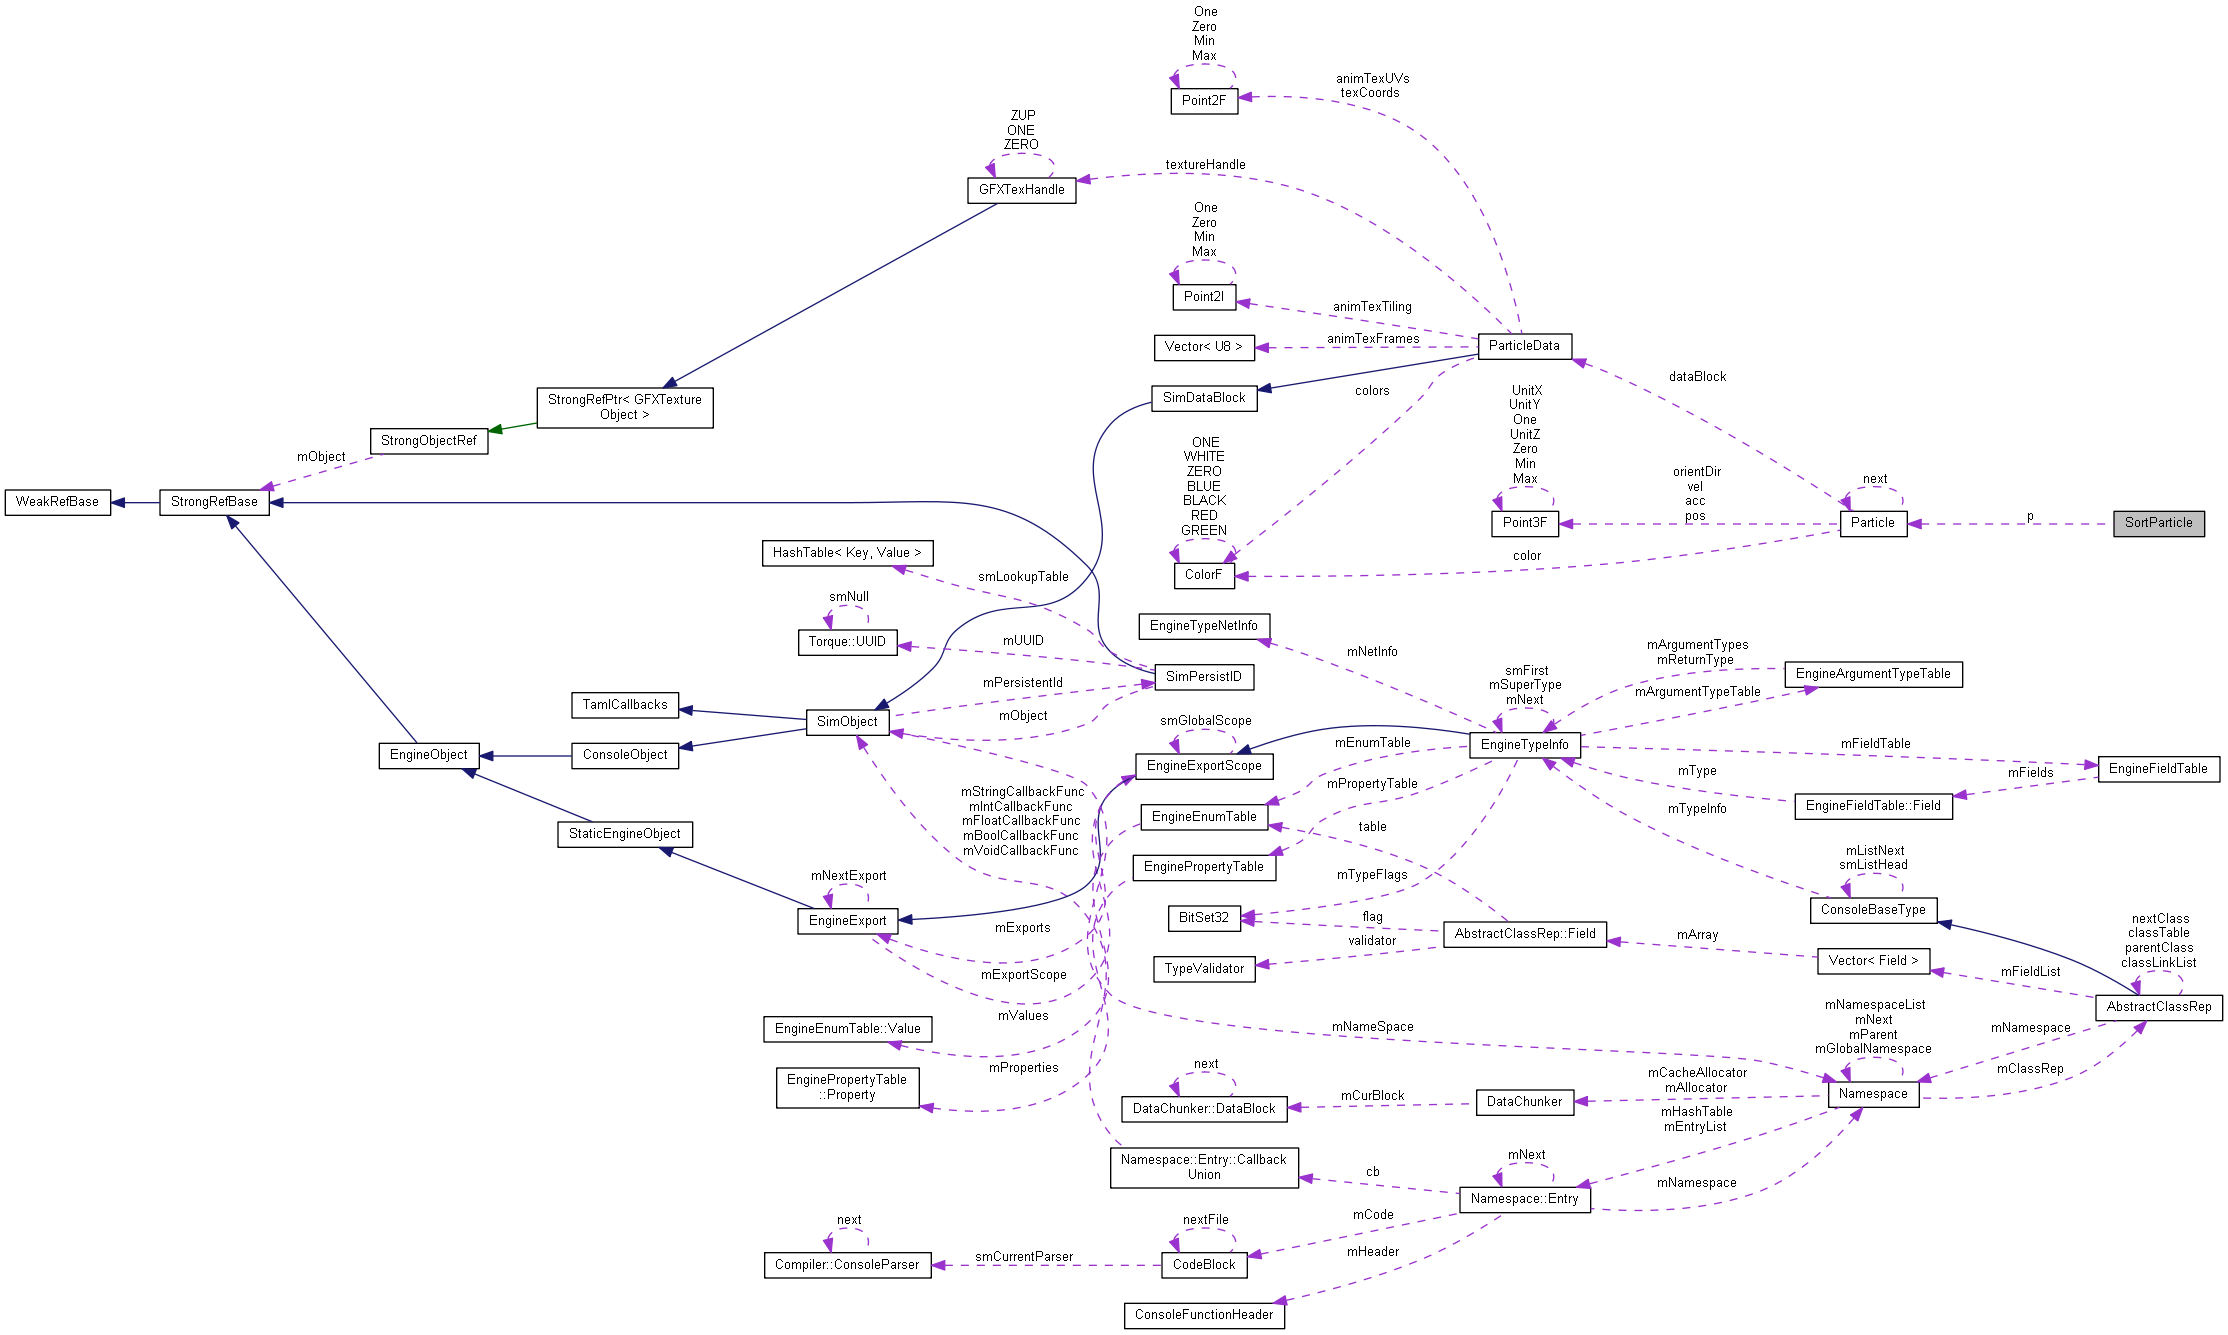 One
Zero
Min
Max
Point2F
animTexUVs
texCoords
ZUP
ONE
ZERO
GFXTexHandle
textureHandle
One
Zero
Min
Max
Point2I
animTexTiling
Vector< U8 >
animTexFrames
ParticleData
dataBlock
SimDataBlock
colors
StrongRefPtr< GFXTexture
Object >
StrongObjectRef
mObject
WeakRefBase
StrongRefBase
UnitX
UnitY
One
UnitZ
Zero
Min
Max
Point3F
orientDir
vel
acc
pos
next
Particle
p
SortParticle
ONE
WHITE
ZERO
BLUE
BLACK
RED
GREEN
ColorF
color
HashTable< Key, Value >
smLookupTable
smNull
Torque::UUID
mUUID
EngineTypeNetInfo
mNetInfo
SimPersistID
mPersistentId
mObject
TamlCallbacks
SimObject
EngineObject
ConsoleObject
smGlobalScope
EngineExportScope
smFirst
mSuperType
mNext
EngineTypeInfo
mArgumentTypes
mReturnType
mArgumentTypeTable
EngineArgumentTypeTable
mFieldTable
EngineFieldTable
mType
mFields
EngineFieldTable::Field
mTypeInfo
mEnumTable
mPropertyTable
EngineEnumTable
table
EnginePropertyTable
mTypeFlags
BitSet32
flag
validator
TypeValidator
AbstractClassRep::Field
mArray
Vector< Field >
mFieldList
mListNext
smListHead
ConsoleBaseType
nextClass
classTable
parentClass
classLinkList
AbstractClassRep
StaticEngineObject
mStringCallbackFunc
mIntCallbackFunc
mFloatCallbackFunc
mBoolCallbackFunc
mVoidCallbackFunc
mNextExport
EngineExport
mExports
mExportScope
mValues
EngineEnumTable::Value
mProperties
EnginePropertyTable
::Property
mNameSpace
mNamespaceList
mNext
mParent
mGlobalNamespace
Namespace
mNamespace
mClassRep
next
DataChunker::DataBlock
mCurBlock
DataChunker
mCacheAllocator
mAllocator
mHashTable
mEntryList
Namespace::Entry::Callback
Union
cb
mNext
Namespace::Entry
mNamespace
mCode
mHeader
next
Compiler::ConsoleParser
smCurrentParser
nextFile
CodeBlock
ConsoleFunctionHeader